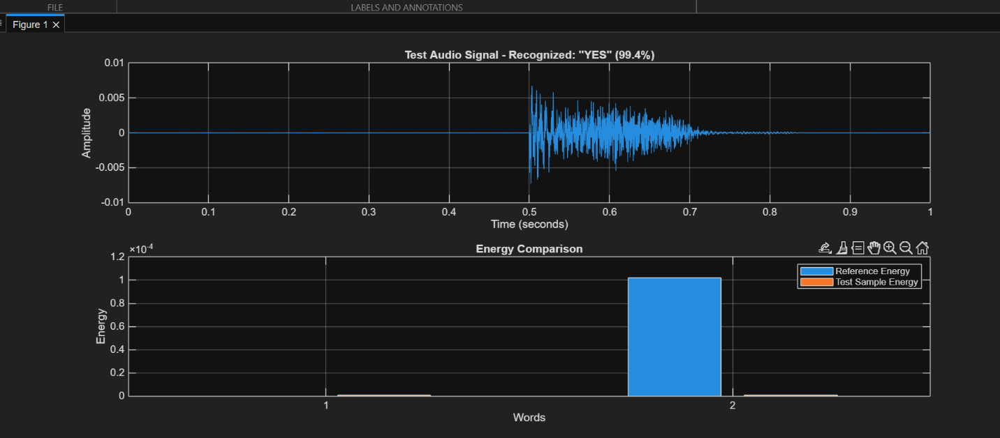 FILE
LABELS AND ANNOTATIONS
Figure 1
Test Audio Signal - Recognized: "YES" (99.4%)
0.01
0.005
0
-0.005
-0.01
Amplitude
0 0.1 0.2 0.3 0.4 0.5 0.6 0.7 0.8 0.9 1
Time (seconds)
×10⁻⁴
Energy Comparison
1.2
1
0.8
0.6
0.4
0.2
0
Energy
Reference Energy
Test Sample Energy
1 2
Words